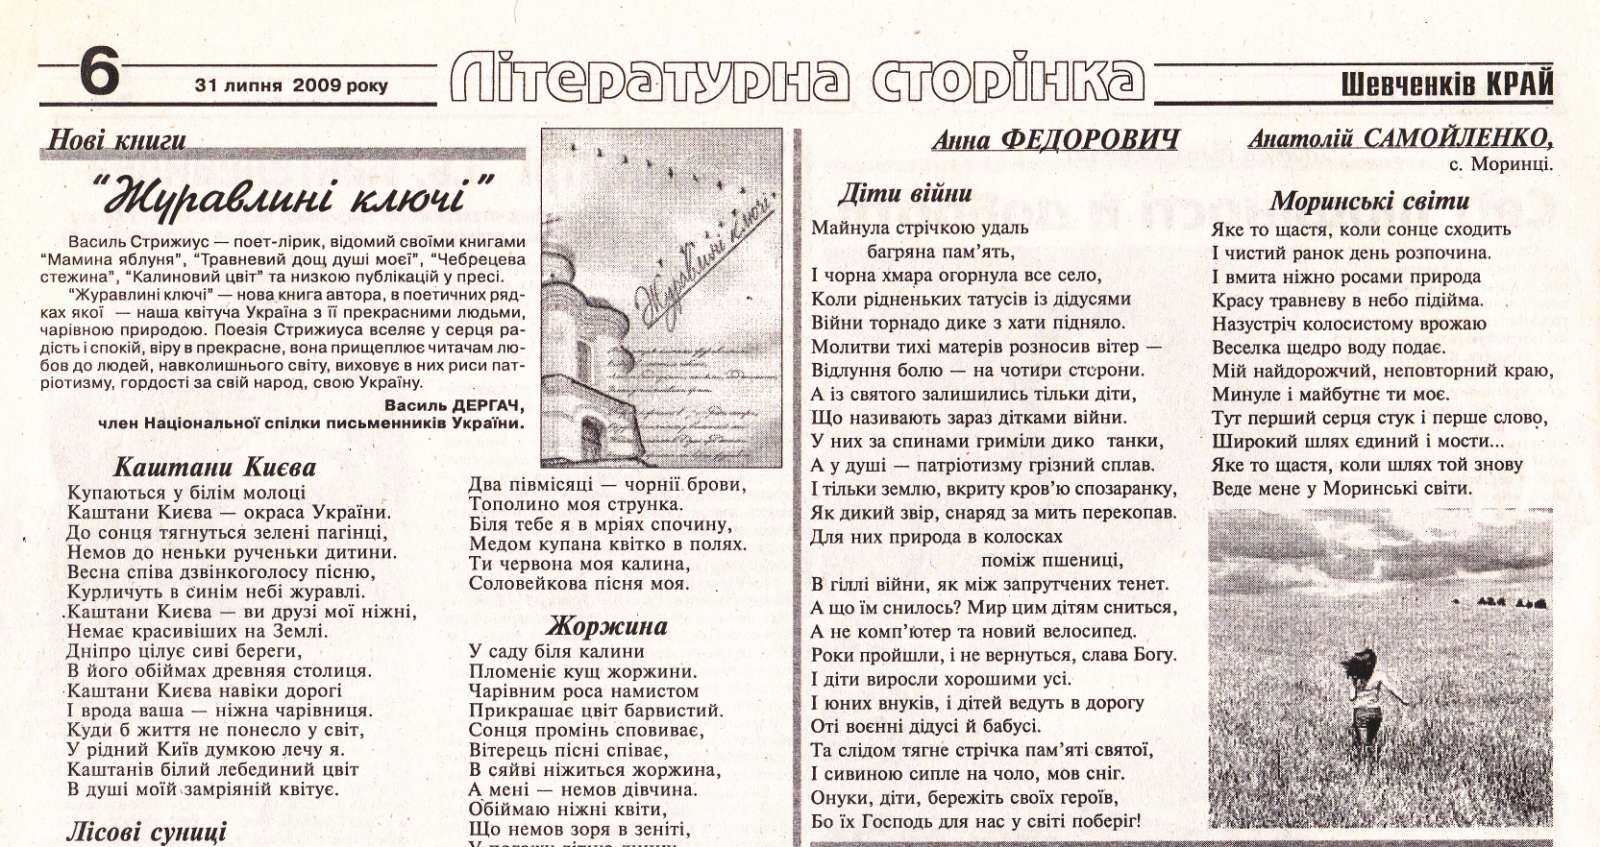 6
31 липня 2009 року
Літературна сторінка
Шевченків КРАЙ
Нові книги
“Журавлині ключі”
Василь Стрижиус — поет-лірик, відомий своїми книгами
“Мамина яблуня”, “Травневий дощ душі моєї”, “Чебрецева
стежина”, “Калиновий цвіт” та низкою публікацій у пресі.
“Журавлині ключі” — нова книга автора, в поетичних ряд-
ках якої — наша квітуча Україна з її прекрасними людьми,
чарівною природою. Поезія Стрижиуса вселяє у серця ра-
дість і спокій, віру в прекрасне, вона прищеплює читачам лю-
бов до людей, навколишнього світу, виховує в них риси пат-
ріотизму, гордості за свій народ, свою Україну.
Василь ДЕРГАЧ,
член Національної спілки письменників України.
Журавлині ключі
Каштани Києва
Купаються у білім молоці
Каштани Києва — окраса України.
До сонця тягнуться зелені пагінці,
Немов до неньки рученьки дитини.
Весна співа дзвінкоголосу пісню,
Курличуть в синім небі журавлі.
Каштани Києва — ви друзі мої ніжні,
Немає красивіших на Землі.
Дніпро цілує сиві береги,
В його обіймах древняя столиця.
Каштани Києва навіки дорогі
І врода ваша — ніжна чарівниця.
Куди б життя не понесло у світ,
У рідний Київ думкою лечу я.
Каштанів білий лебединий цвіт
В душі моїй замріяній квітує.
Лісові суниці
Два півмісяці — чорнії брови,
Тополино моя струнка.
Біля тебе я в мріях спочину,
Медом купана квітко в полях.
Ти червона моя калина,
Соловейкова пісня моя.
Жоржина
У саду біля калини
Пломеніє кущ жоржини.
Чарівним роса намистом
Прикрашає цвіт барвистий.
Сонця промінь сповиває,
Вітерець пісні співає,
В сяйві ніжиться жоржина,
А мені — немов дівчина.
Обіймаю ніжні квіти,
Що немов зоря в зеніті,
Анна ФЕДОРОВИЧ
Діти війни
Майнула стрічкою удаль
багряна пам’ять,
І чорна хмара огорнула все село,
Коли рідненьких татусів із дідусями
Війни торнадо дике з хати підняло.
Молитви тихі матерів розносив вітер —
Відлуння болю — на чотири сторони.
А із святого залишились тільки діти,
Що називають зараз дітками війни.
У них за спинами гриміли дико танки,
А у душі — патріотизму грізний сплав.
І тільки землю, вкриту кров’ю спозаранку,
Як дикий звір, снаряд за мить перекопав.
Для них природа в колосках
поміж пшениці,
В гіллі війни, як між запрутчених тенет.
А що їм снилось? Мир цим дітям сниться,
А не комп’ютер та новий велосипед.
Роки пройшли, і не вернуться, слава Богу.
І діти виросли хорошими усі.
І юних внуків, і дітей ведуть в дорогу
Оті воєнні дідусі й бабусі.
Та слідом тягне стрічка пам’яті святої,
І сивиною сипле на чоло, мов сніг.
Онуки, діти, бережіть своїх героїв,
Бо їх Господь для нас у світі поберіг!
Анатолій САМОЙЛЕНКО,
с. Моринці.
Моринські світи
Яке то щастя, коли сонце сходить
І чистий ранок день розпочина.
І вмита ніжно росами природа
Красу травневу в небо підійма.
Назустріч колосистому врожаю
Веселка щедро воду подає.
Мій найдорожчий, неповторний краю,
Минуле і майбутнє ти моє.
Тут перший серця стук і перше слово,
Широкий шлях єдиний і мости...
Яке то щастя, коли шлях той знову
Веде мене у Моринські світи.